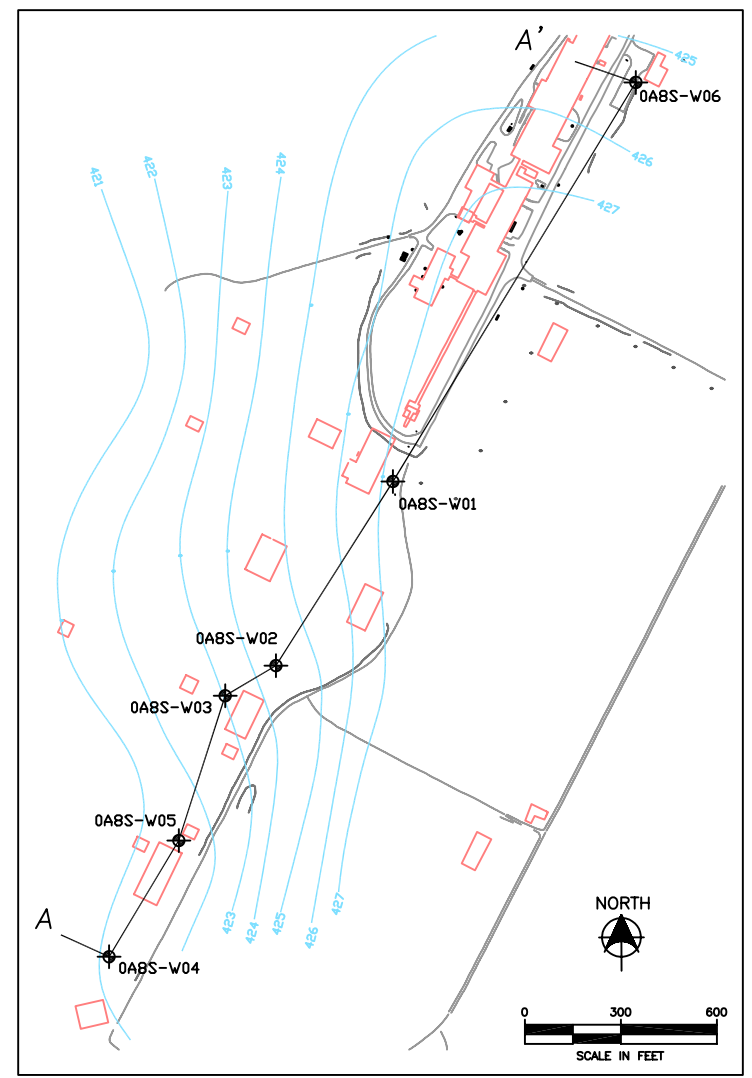 A'
425
0A8S-W06
426
421
422
423
424
427
0A8S-W01
0A8S-W02
0A8S-W03
0A8S-W05
A
423
424
425
426
427
0A8S-W04
NORTH
0 300 600
SCALE IN FEET